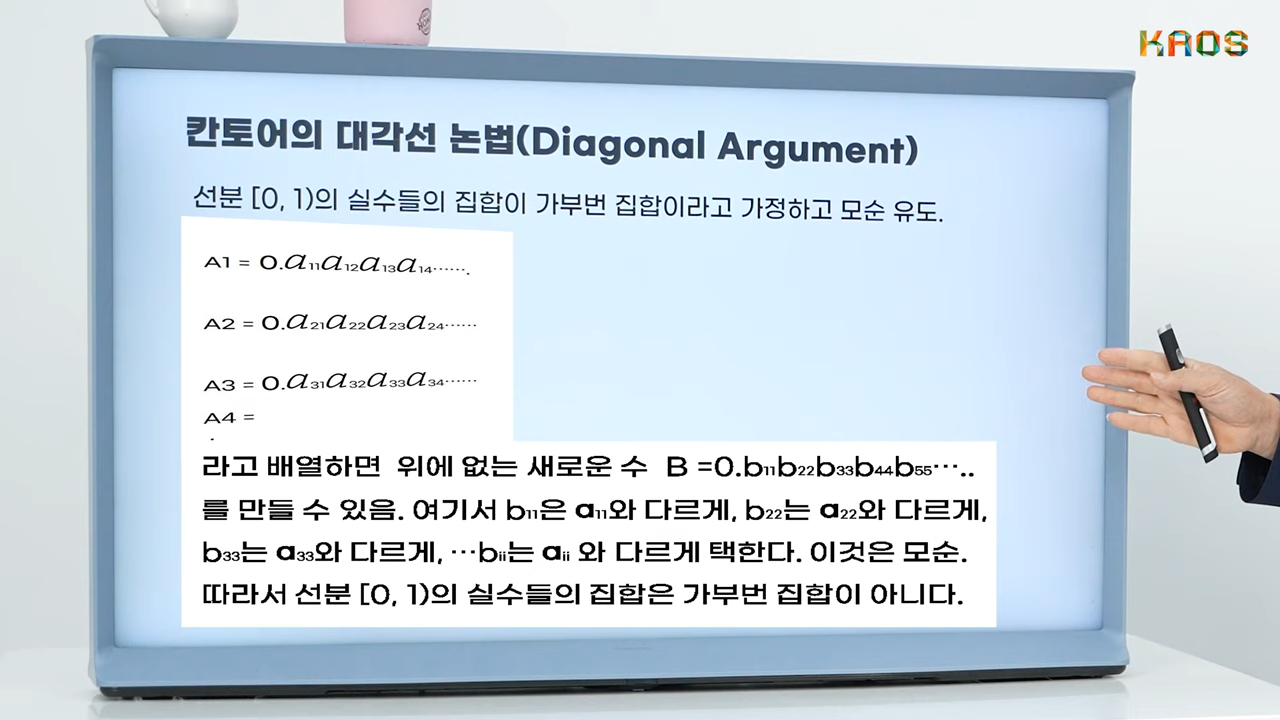 KAOS
칸토어의 대각선 논법(Diagonal Argument)
선분 [0, 1)의 실수들의 집합이 가부번 집합이라고 가정하고 모순 유도.
A1 = 0.a₁₁a₁₂a₁₃a₁₄⋯⋯.
A2 = 0.a₂₁a₂₂a₂₃a₂₄⋯⋯
A3 = 0.a₃₁a₃₂a₃₃a₃₄⋯⋯
A4 =
.
라고 배열하면 위에 없는 새로운 수 B =0.b₁₁b₂₂b₃₃b₄₄b₅₅⋯..
를 만들 수 있음. 여기서 b₁₁은 a₁₁와 다르게, b₂₂는 a₂₂와 다르게,
b₃₃는 a₃₃와 다르게, ⋯bᵢᵢ는 aᵢᵢ 와 다르게 택한다. 이것은 모순.
따라서 선분 [0, 1)의 실수들의 집합은 가부번 집합이 아니다.